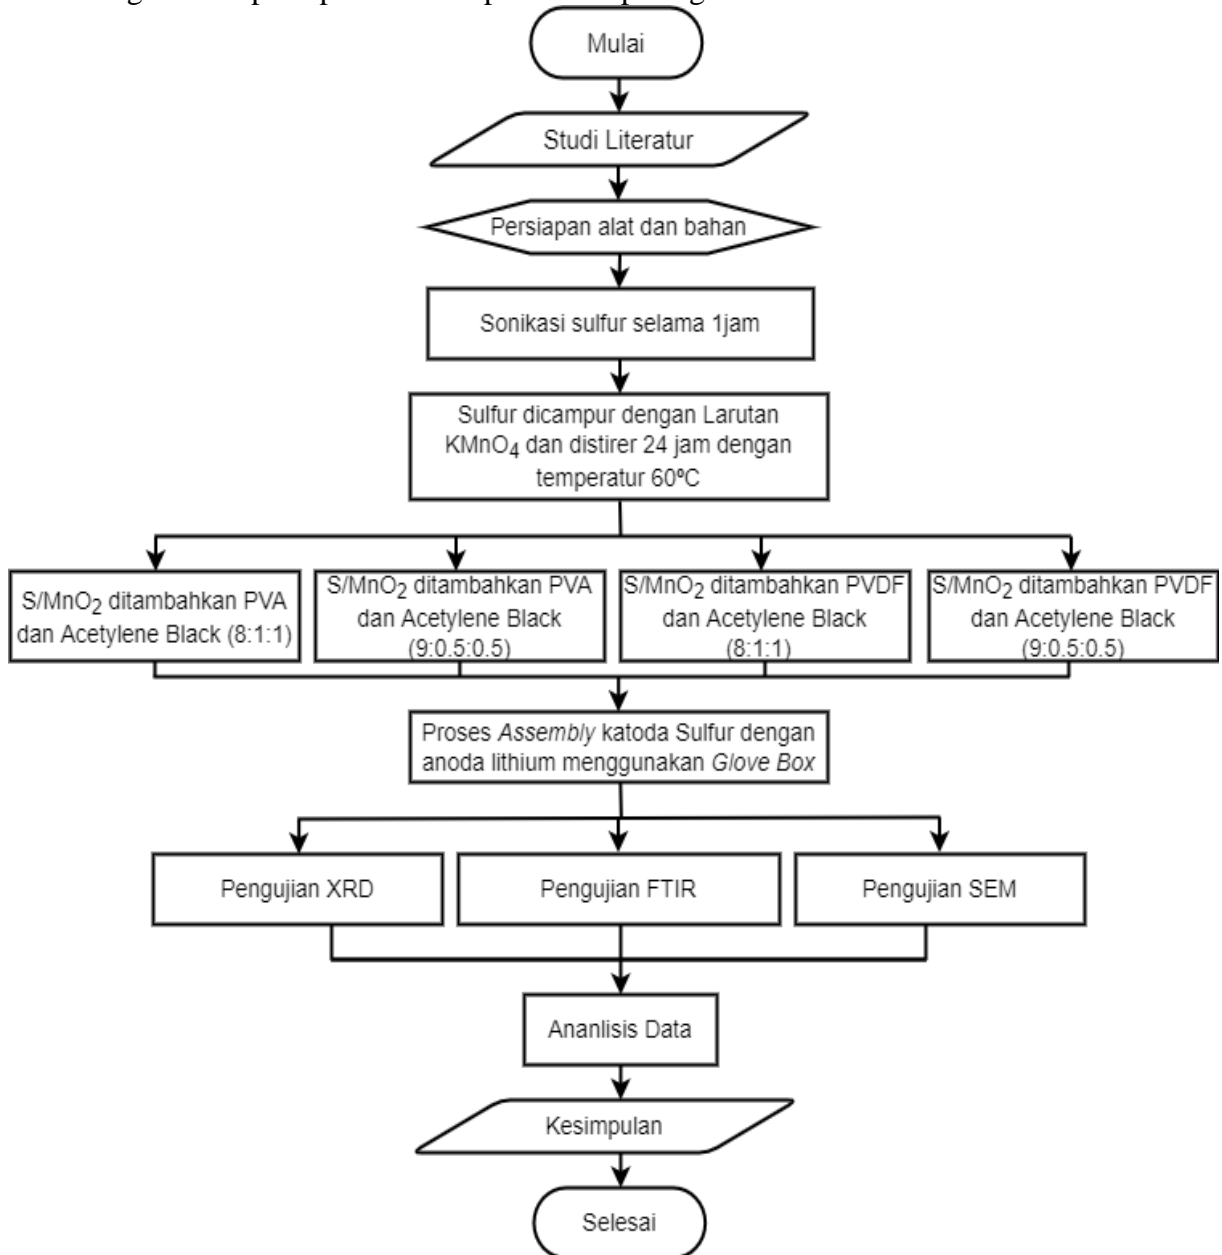 Mulai
Studi Literatur
Persiapan alat dan bahan
Sonikasi sulfur selama 1jam
Sulfur dicampur dengan Larutan
KMnO4 dan distirer 24 jam dengan
temperatur 60ºC
S/MnO2 ditambahkan PVA
dan Acetylene Black (8:1:1)
S/MnO2 ditambahkan PVA
dan Acetylene Black
(9:0.5:0.5)
S/MnO2 ditambahkan PVDF
dan Acetylene Black
(8:1:1)
S/MnO2 ditambahkan PVDF
dan Acetylene Black
(9:0.5:0.5)
Proses Assembly katoda Sulfur dengan
anoda lithium menggunakan Glove Box
Pengujian XRD
Pengujian FTIR
Pengujian SEM
Ananlisis Data
Kesimpulan
Selesai